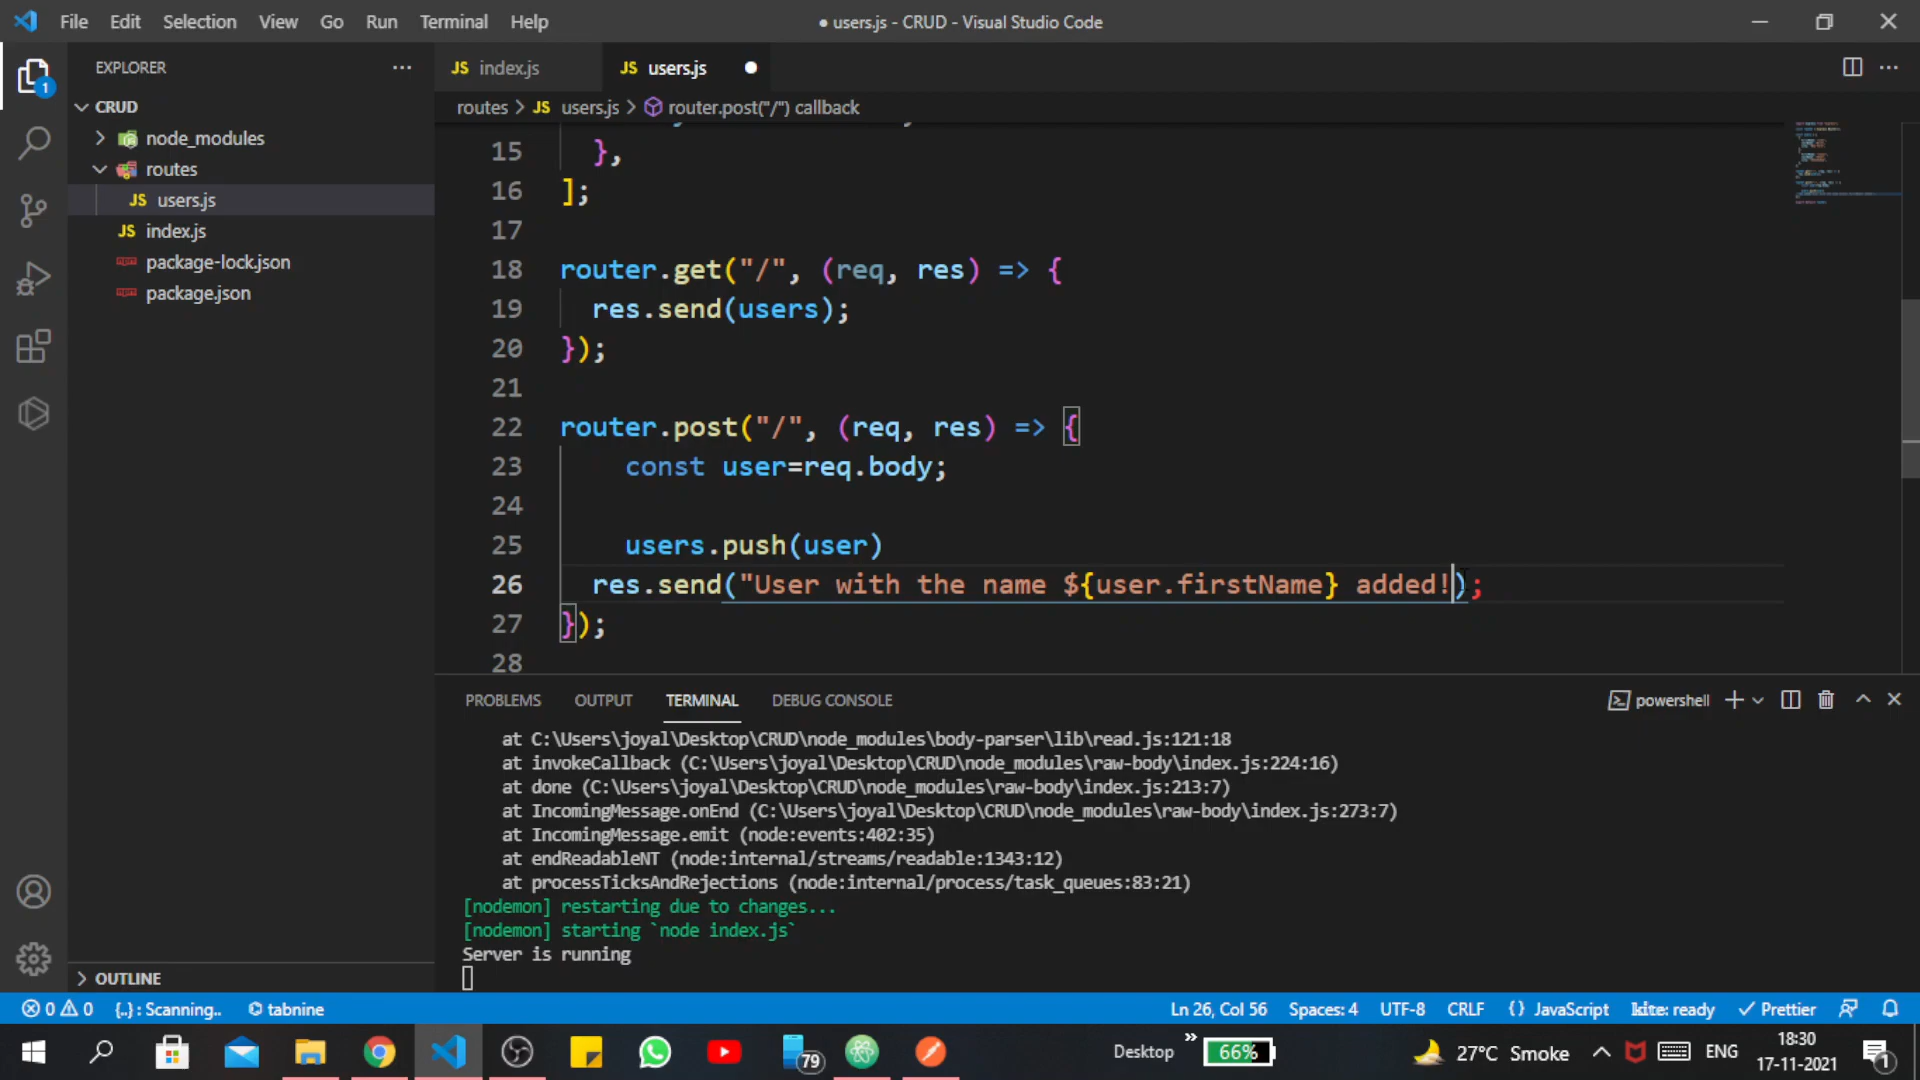 File Edit Selection View Go Run Terminal Help
● users.js - CRUD - Visual Studio Code
EXPLORER
CRUD
node_modules
routes
JS users.js
JS index.js
package-lock.json
package.json
OUTLINE
1
JS index.js
JS users.js
routes > JS users.js > router.post("/") callback
15 },
16 ];
17
18 router.get("/", (req, res) => {
19 res.send(users);
20 });
21
22 router.post("/", (req, res) => {
23 const user=req.body;
24
25 users.push(user)
26 res.send("User with the name ${user.firstName} added!);
27 });
28
PROBLEMS OUTPUT TERMINAL DEBUG CONSOLE
powershell
at C:\Users\joyal\Desktop\CRUD\node_modules\body-parser\lib\read.js:121:18
at invokeCallback (C:\Users\joyal\Desktop\CRUD\node_modules\raw-body\index.js:224:16)
at done (C:\Users\joyal\Desktop\CRUD\node_modules\raw-body\index.js:213:7)
at IncomingMessage.onEnd (C:\Users\joyal\Desktop\CRUD\node_modules\raw-body\index.js:273:7)
at IncomingMessage.emit (node:events:402:35)
at endReadableNT (node:internal/streams/readable:1343:12)
at processTicksAndRejections (node:internal/process/task_queues:83:21)
[nodemon] restarting due to changes...
[nodemon] starting `node index.js`
Server is running
0 0 {..} : Scanning.. tabnine
Ln 26, Col 56 Spaces: 4 UTF-8 CRLF {} JavaScript kite: ready Prettier
79
Desktop » 66% 27°C Smoke ENG
18:30
17-11-2021
1